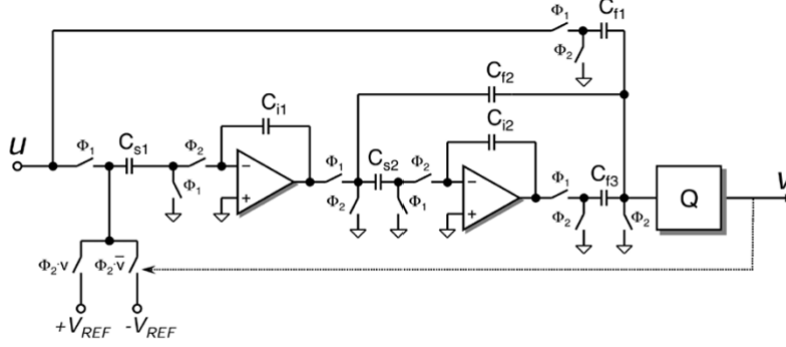 Φ1 Cf1
Φ2
Cf2
Ci1
Ci2
u Φ1 Cs1 Φ2 Φ1 Cs2 Φ2 Φ1 Cf3 V
Φ1 − + Φ2 Φ1 − + Φ2 Φ2 Q
Φ2·v Φ2·v̅
+VREF -VREF